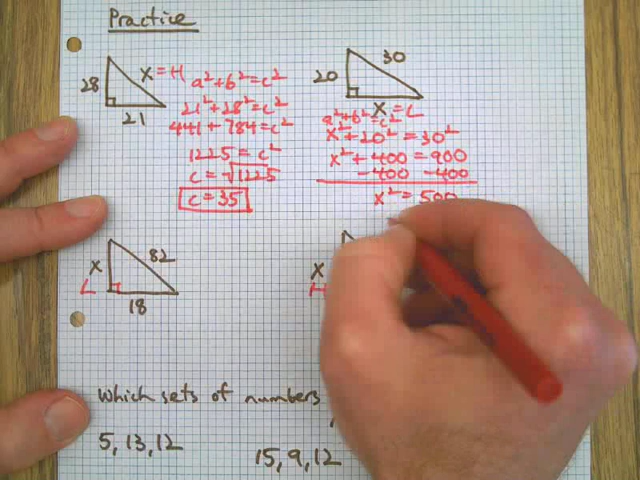 Practice
28
X = H
21
a² + b² = c²
21² + 28² = c²
441 + 784 = c²
1225 = c²
c = √1225
c = 35
20
30
X = L
a² + b² = c²
x² + 20² = 30²
x² + 400 = 900
- 400 - 400
x² = 500
X
L
82
18
X
H
Which sets of numbers
5, 13, 12
15, 9, 12